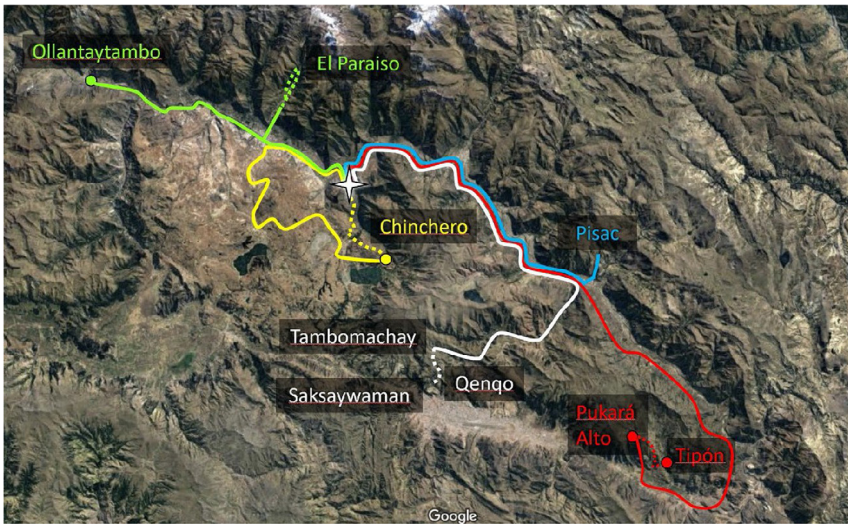 Ollantaytambo
El Paraiso
Chinchero
Pisac
Tambomachay
Saksaywaman
Qenqo
Pukará
Alto
Tipón
Google